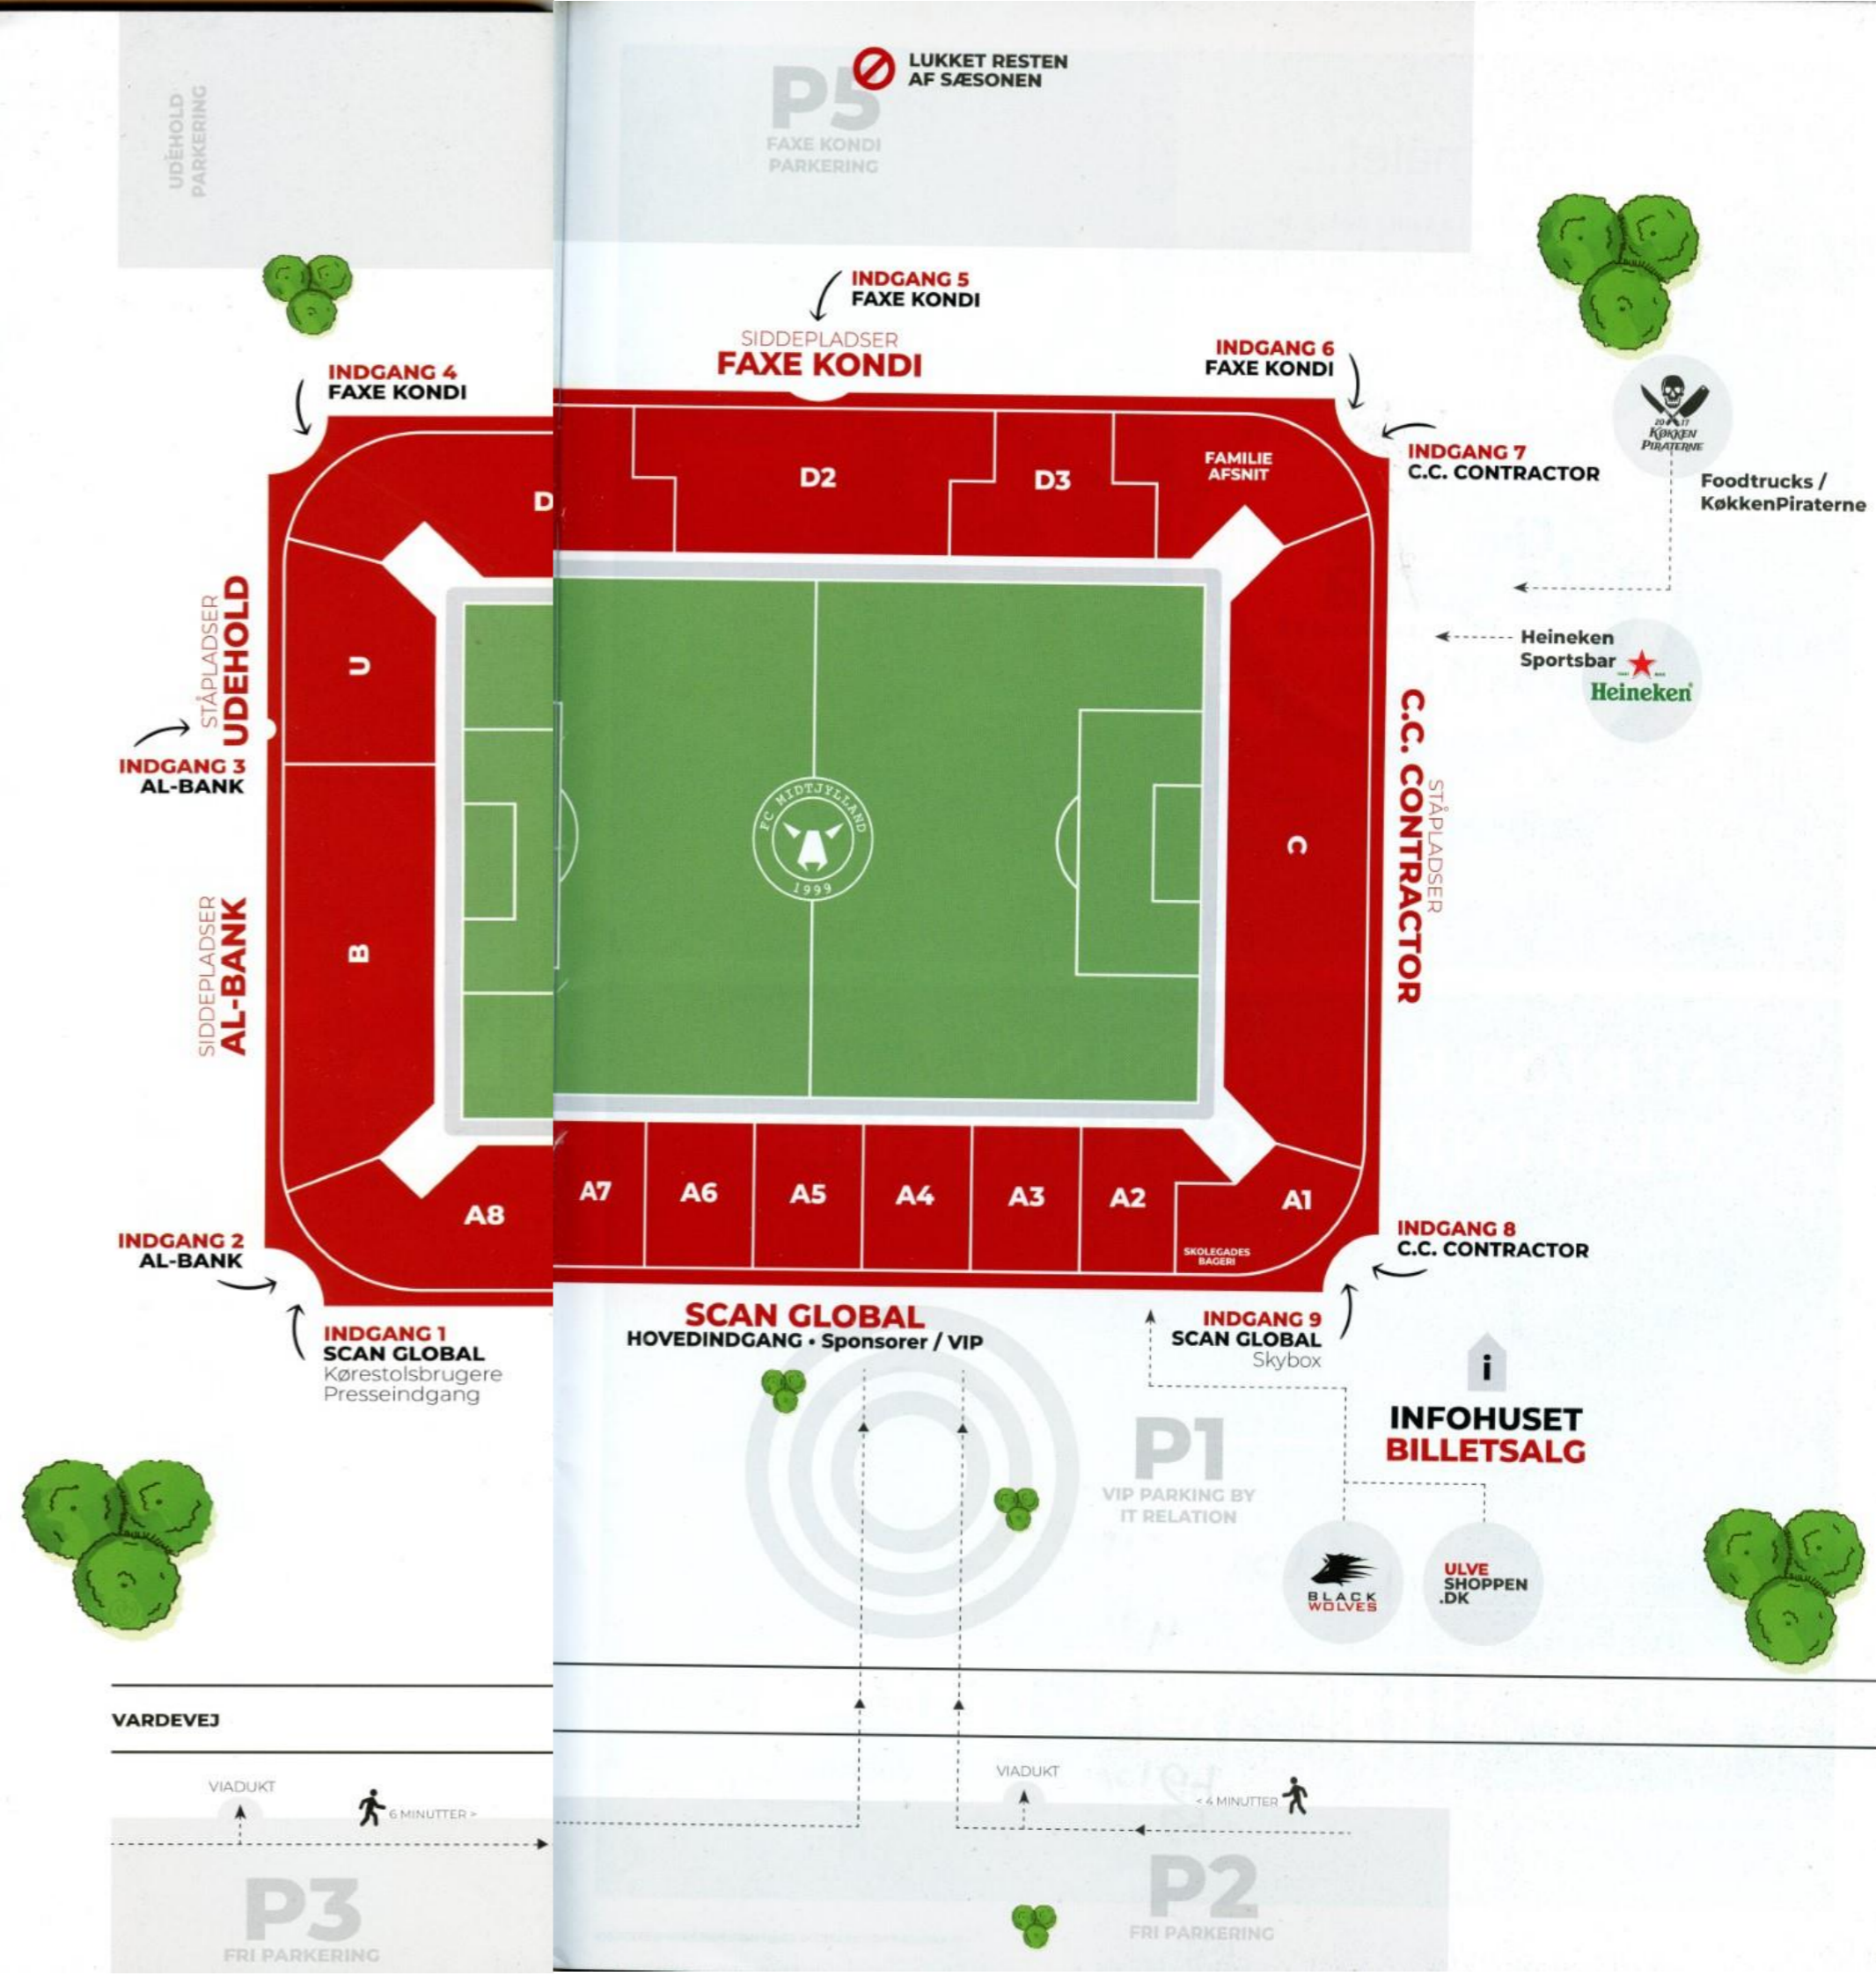 UDEHOLD
PARKERING
P5
FAXE KONDI
PARKERING
LUKKET RESTEN
AF SÆSONEN
INDGANG 5
FAXE KONDI
SIDDEPLADSER
FAXE KONDI
INDGANG 4
FAXE KONDI
INDGANG 6
FAXE KONDI
INDGANG 7
C.C. CONTRACTOR
20 17
KØKKEN
PIRATERNE
Foodtrucks /
KøkkenPiraterne
D
D2
D3
FAMILIE
AFSNIT
STÅPLADSER
UDEHOLD
U
INDGANG 3
AL-BANK
Heineken
Sportsbar
Heineken
FC MIDTJYLLAND
1999
C
C.C. CONTRACTOR
STÅPLADSER
SIDDEPLADSER
AL-BANK
B
A8
A7
A6
A5
A4
A3
A2
A1
SKOLEGADES
BAGERI
INDGANG 2
AL-BANK
INDGANG 1
SCAN GLOBAL
Kørestolsbrugere
Presseindgang
SCAN GLOBAL
HOVEDINDGANG • Sponsorer / VIP
INDGANG 9
SCAN GLOBAL
Skybox
INDGANG 8
C.C. CONTRACTOR
i
INFOHUSET
BILLETSALG
P1
VIP PARKING BY
IT RELATION
BLACK
WOLVES
ULVE
SHOPPEN
.DK
VARDEVEJ
VIADUKT
6 MINUTTER >
VIADUKT
< 4 MINUTTER
P3
FRI PARKERING
P2
FRI PARKERING